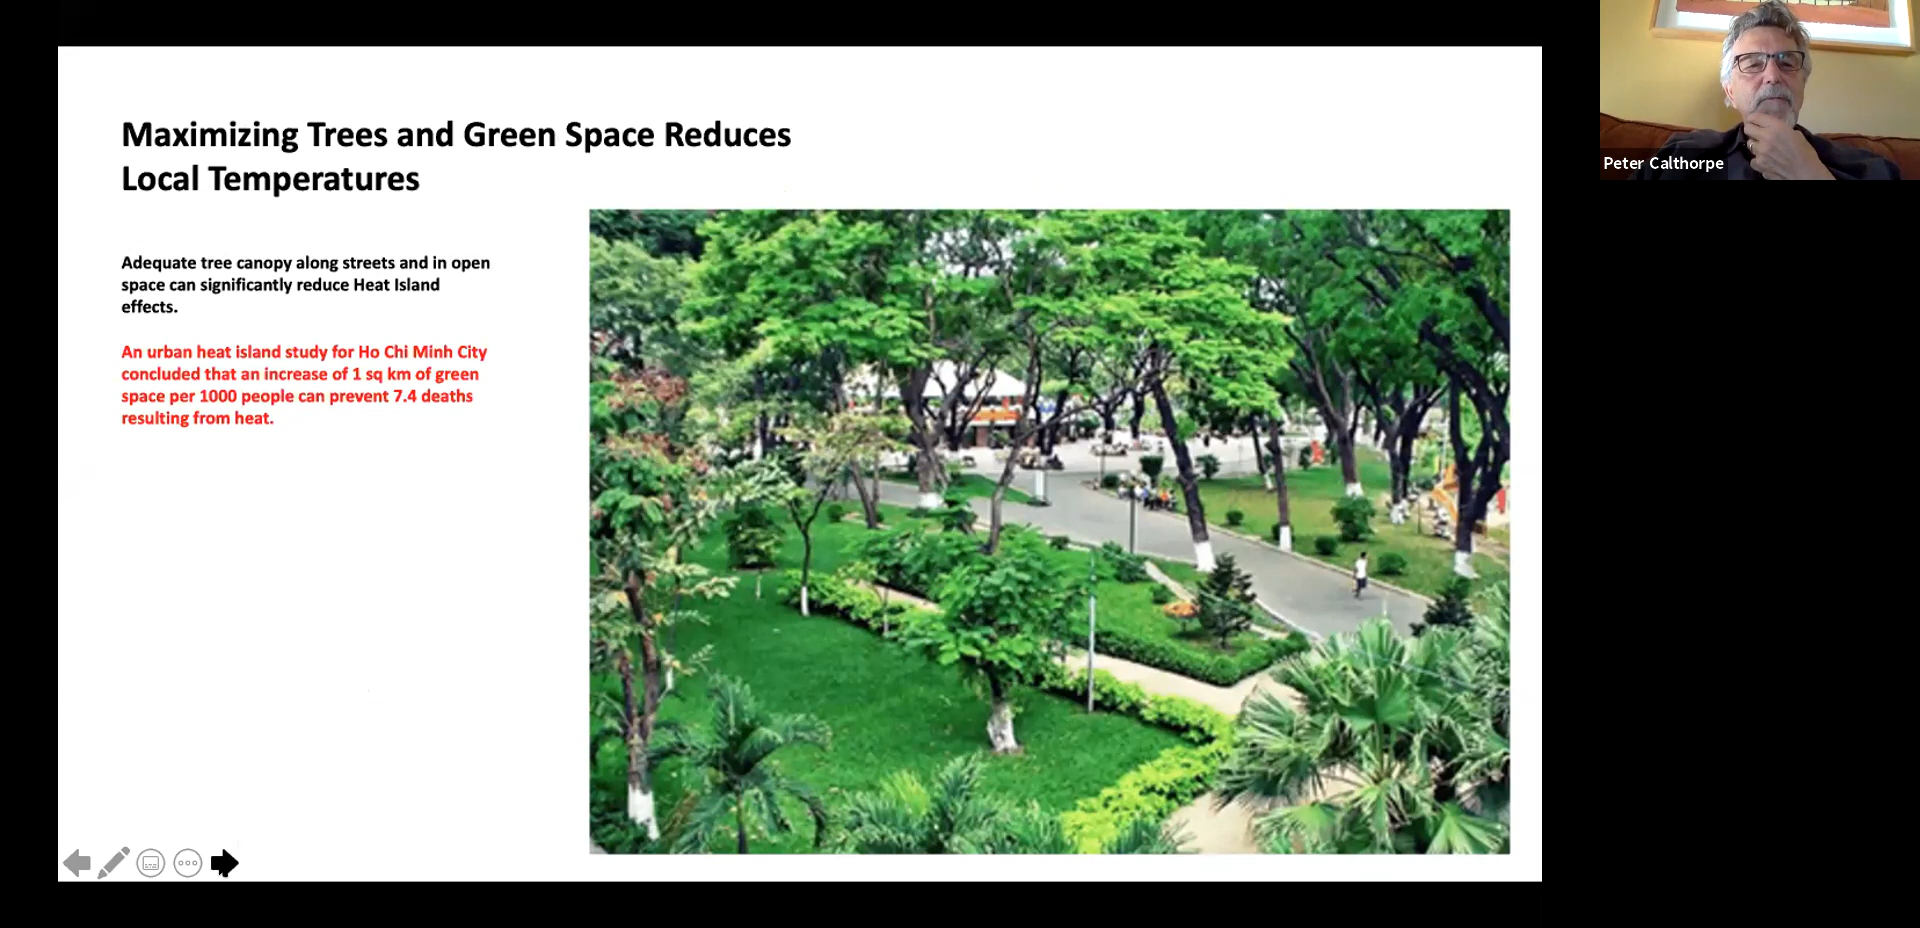 Maximizing Trees and Green Space Reduces
Local Temperatures
Adequate tree canopy along streets and in open
space can significantly reduce Heat Island
effects.
An urban heat island study for Ho Chi Minh City
concluded that an increase of 1 sq km of green
space per 1000 people can prevent 7.4 deaths
resulting from heat.
Peter Calthorpe